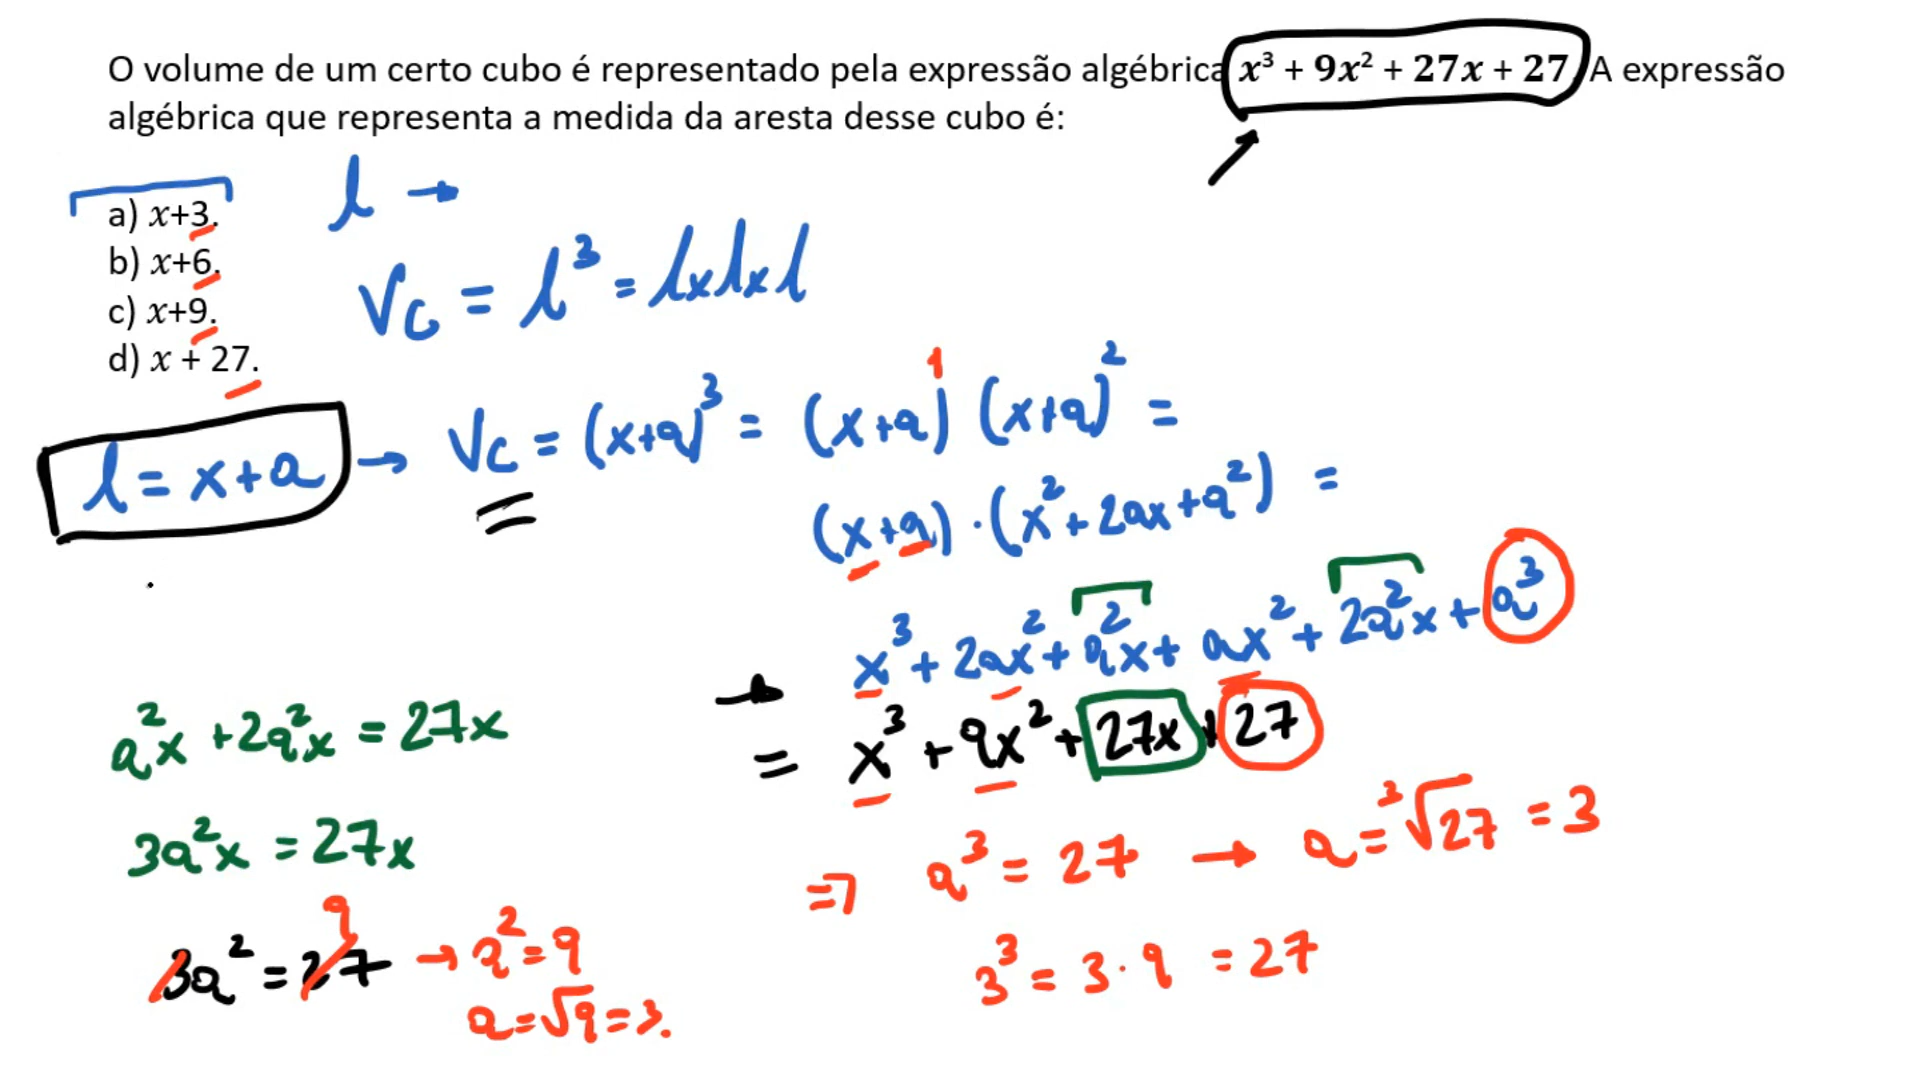 O volume de um certo cubo é representado pela expressão algébrica x³ + 9x² + 27x + 27. A expressão
algébrica que representa a medida da aresta desse cubo é:
a) x+3.
b) x+6.
c) x+9.
d) x + 27.
l →
Vc = l³ = l x l x l
l = x+a → Vc = (x+a)³ = (x+a)¹ (x+a)² =
(x+a) · (x² + 2ax + a²) =
x³ + 2ax² + a²x + ax² + 2a²x + a³
→
= x³ + 9x² + 27x + 27
a²x + 2a²x = 27x
3a²x = 27x
3a² = 27 9 → a² = 9
a = √9 = 3.
⇒ a³ = 27 → a = ³√27 = 3
3³ = 3 · 9 = 27